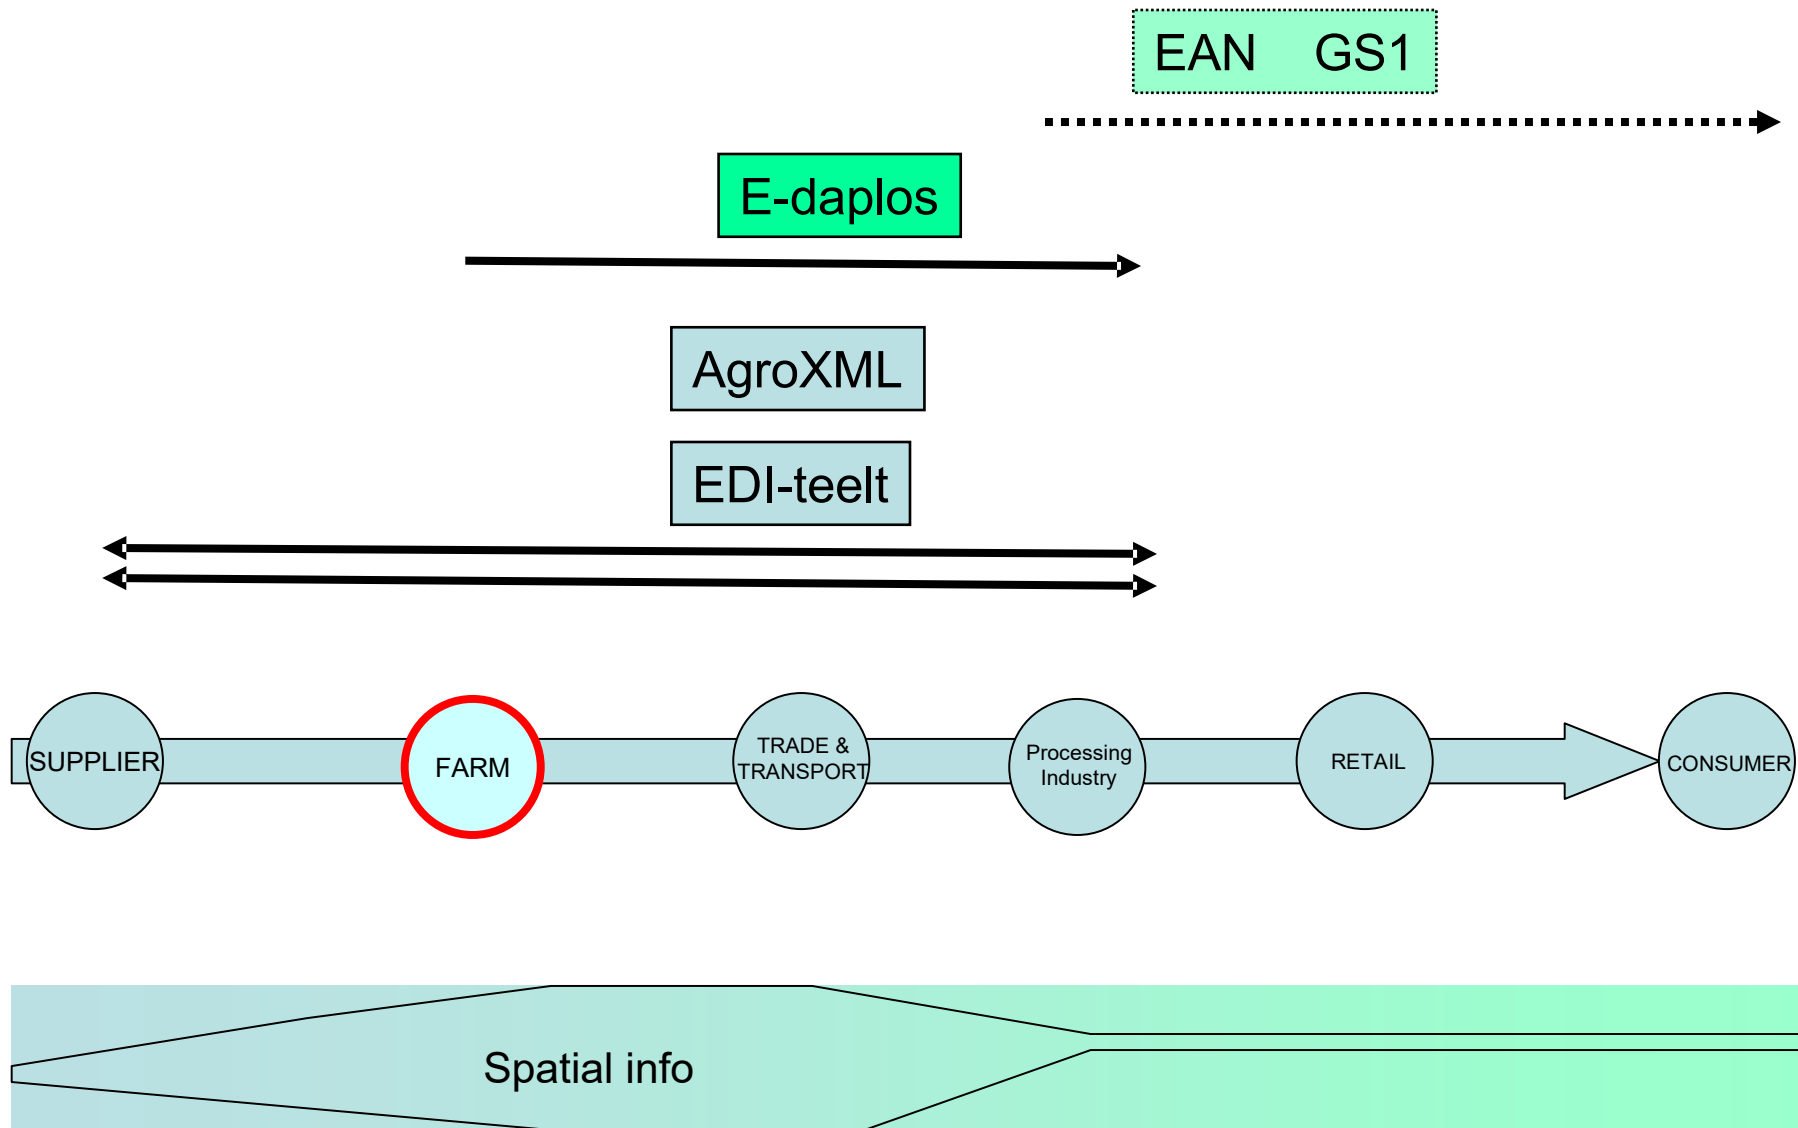 EAN GS1
E-daplos
AgroXML
EDI-teelt
SUPPLIER
FARM
TRADE &
TRANSPORT
Processing
Industry
RETAIL
CONSUMER
Spatial info